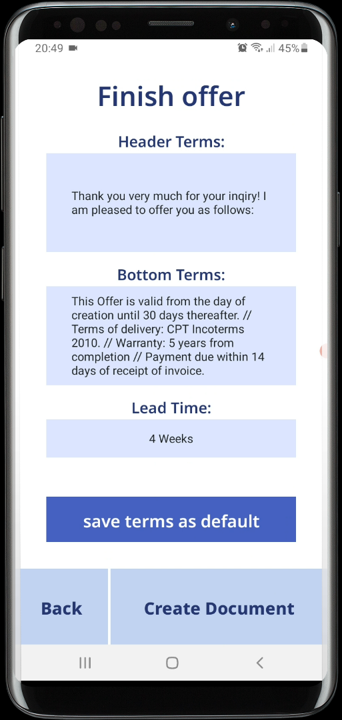 20:49
45%
Finish offer
Header Terms:
Thank you very much for your inqiry! I
am pleased to offer you as follows:
Bottom Terms:
This Offer is valid from the day of
creation until 30 days thereafter. //
Terms of delivery: CPT Incoterms
2010. // Warranty: 5 years from
completion // Payment due within 14
days of receipt of invoice.
Lead Time:
4 Weeks
save terms as default
Back
Create Document